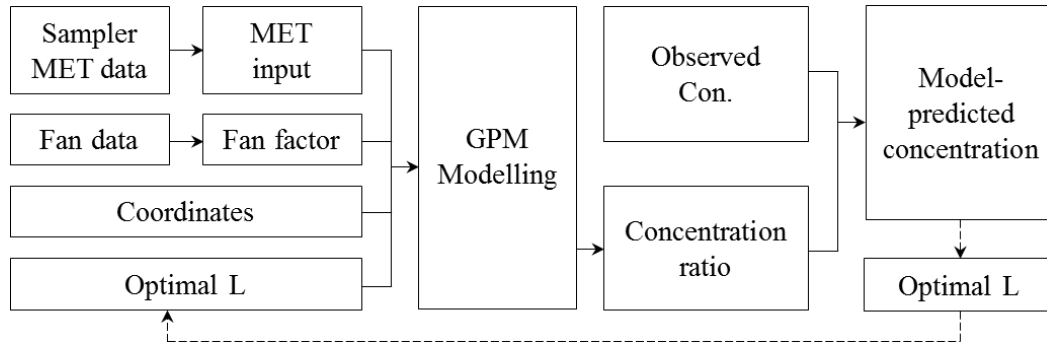 Sampler
MET data
MET
input
Fan data
Fan factor
Coordinates
Optimal L
GPM
Modelling
Observed
Con.
Concentration
ratio
Model-
predicted
concentration
Optimal L